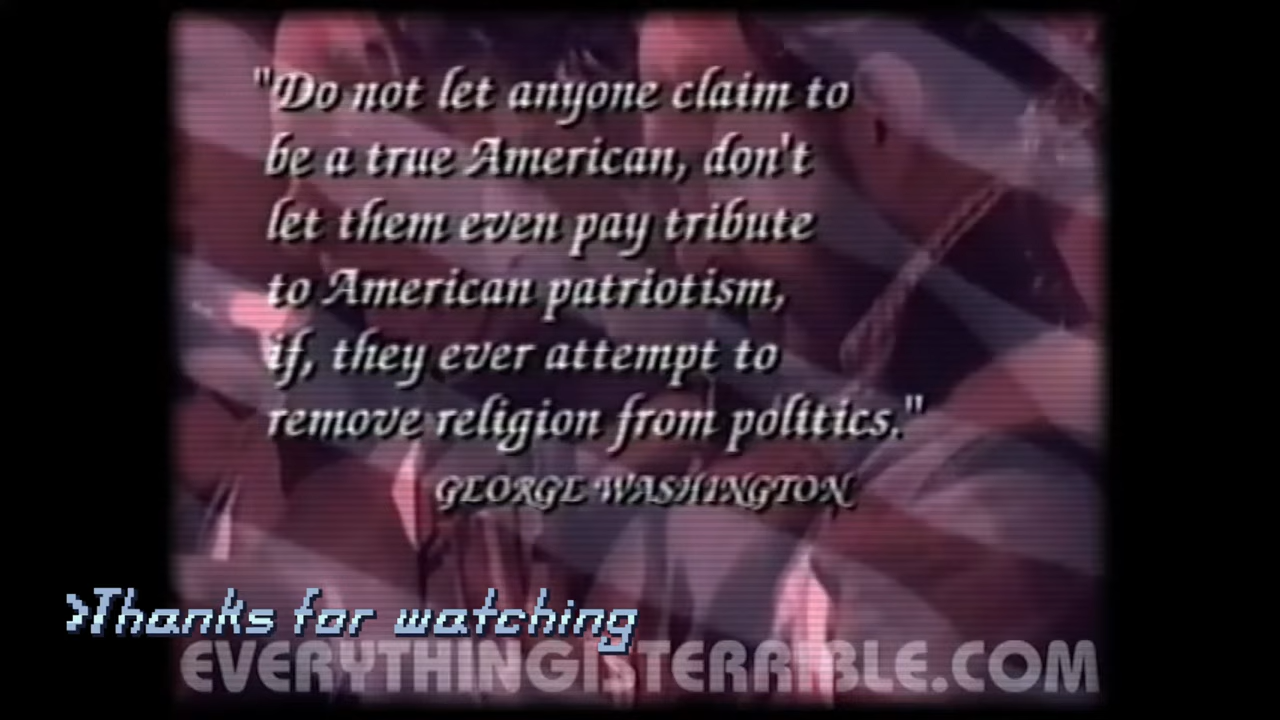 "Do not let anyone claim to
be a true American, don't
let them even pay tribute
to American patriotism,
if, they ever attempt to
remove religion from politics."
GEORGE WASHINGTON
>Thanks for watching
EVERYTHINGISTERRIBLE.COM